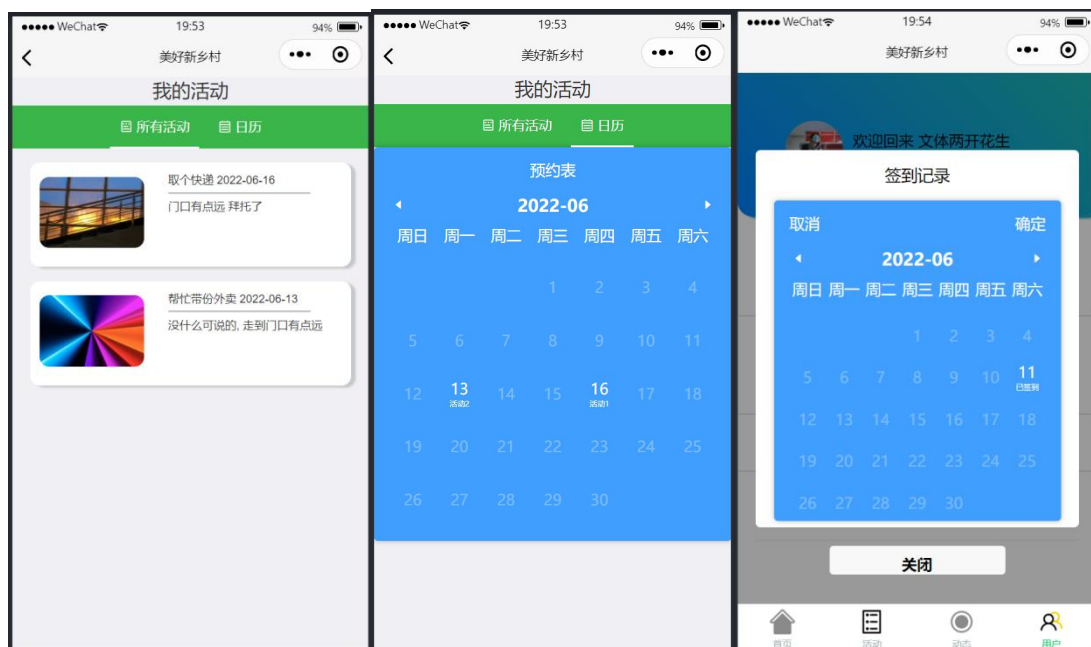 WeChat 19:53 94%
美好新乡村
我的活动
所有活动 日历
取个快递 2022-06-16
门口有点远 拜托了
帮忙带份外卖 2022-06-13
没什么可说的, 走到门口有点远
WeChat 19:53 94%
美好新乡村
我的活动
所有活动 日历
预约表
2022-06
周日 周一 周二 周三 周四 周五 周六
1 2 3 4
5 6 7 8 9 10 11
12 13 14 15 16 17 18
活动2 活动1
19 20 21 22 23 24 25
26 27 28 29 30
WeChat 19:54 94%
美好新乡村
欢迎回来 文体两开花生
签到记录
取消 确定
2022-06
周日 周一 周二 周三 周四 周五 周六
1 2 3 4
5 6 7 8 9 10 11
已签到
12 13 14 15 16 17 18
19 20 21 22 23 24 25
26 27 28 29 30
关闭
首页 活动 动态 用户